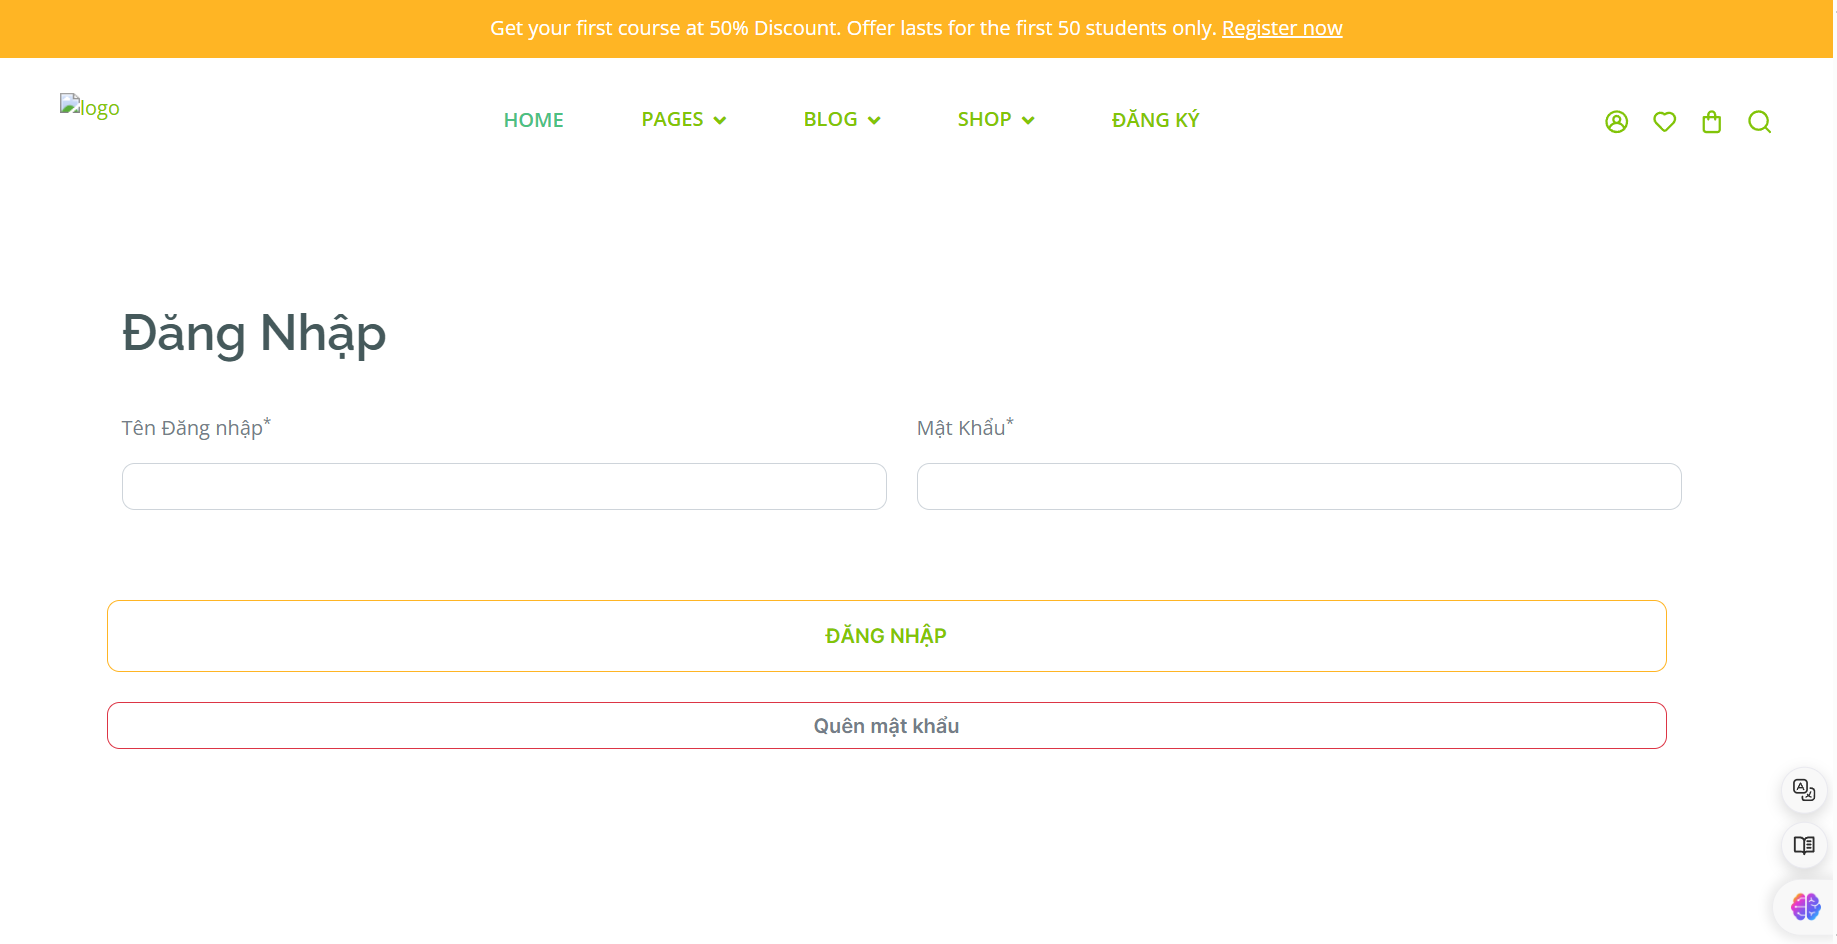 Get your first course at 50% Discount. Offer lasts for the first 50 students only. Register now
logo
HOME PAGES BLOG SHOP ĐĂNG KÝ
Đăng Nhập
Tên Đăng nhập* Mật Khẩu*
ĐĂNG NHẬP
Quên mật khẩu